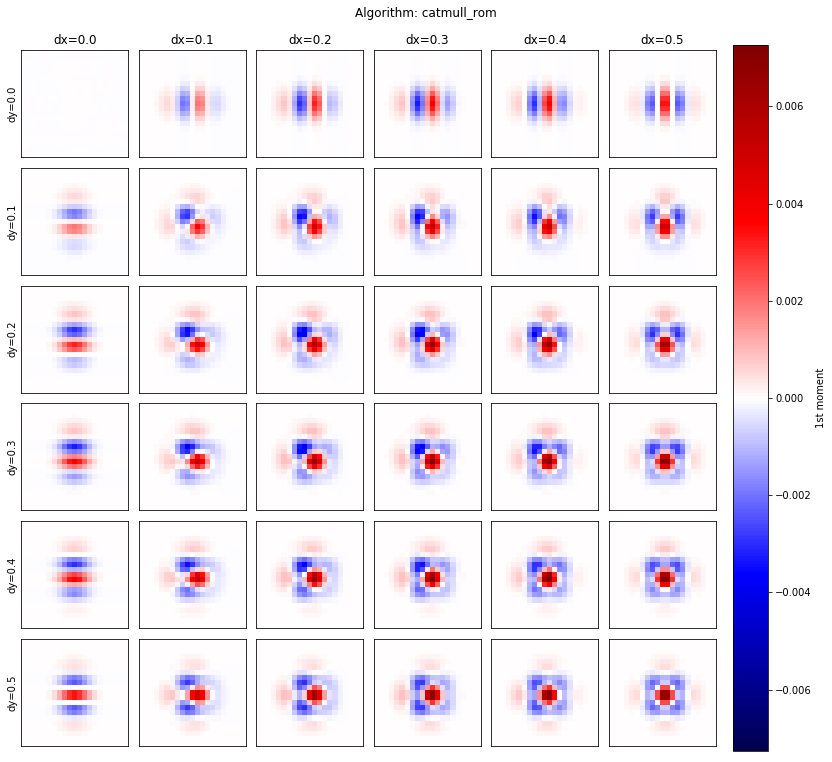 Algorithm: catmull_rom
dx=0.0 dx=0.1 dx=0.2 dx=0.3 dx=0.4 dx=0.5
dy=0.0
dy=0.1
dy=0.2
dy=0.3
dy=0.4
dy=0.5
0.006
0.004
0.002
0.000
−0.002
−0.004
−0.006
1st moment